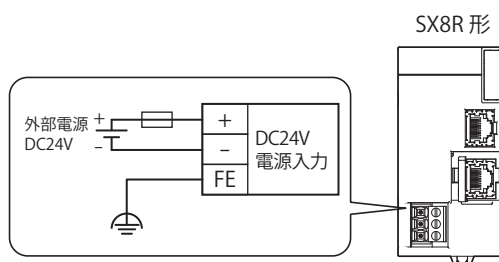 SX8R 形
外部電源
DC24V
+
–
+
–
FE
DC24V
電源入力